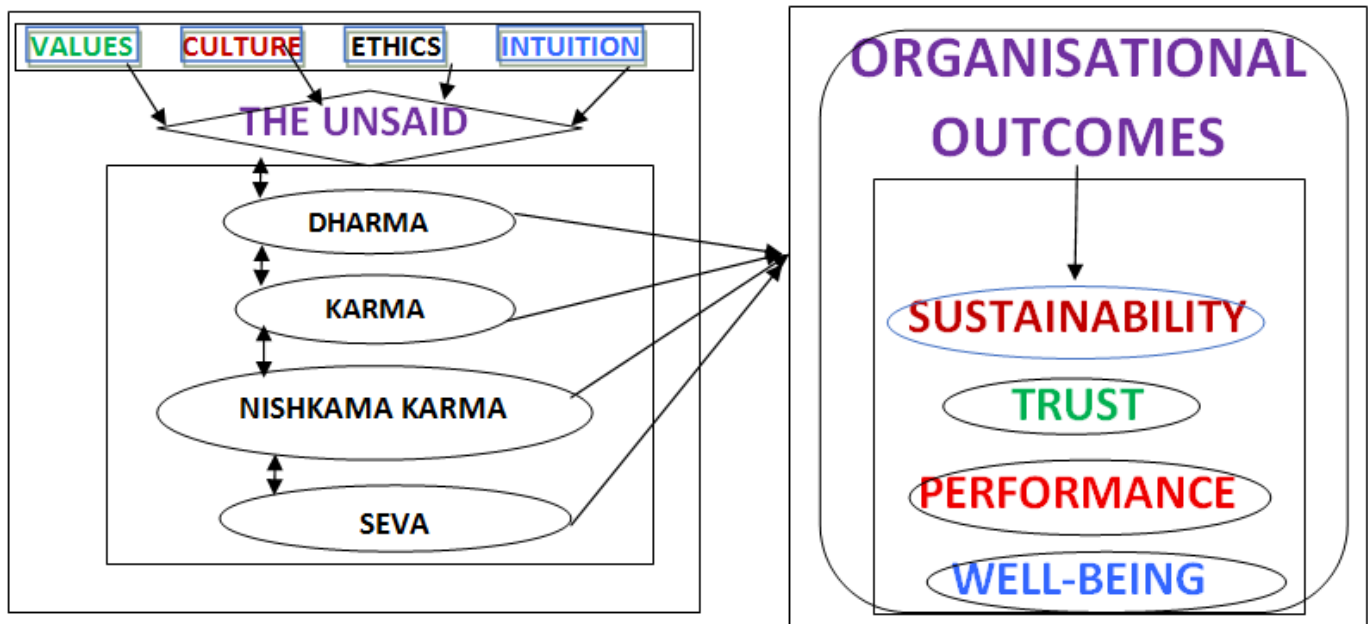 VALUES CULTURE ETHICS INTUITION
THE UNSAID
DHARMA
KARMA
NISHKAMA KARMA
SEVA
ORGANISATIONAL
OUTCOMES
SUSTAINABILITY
TRUST
PERFORMANCE
WELL-BEING